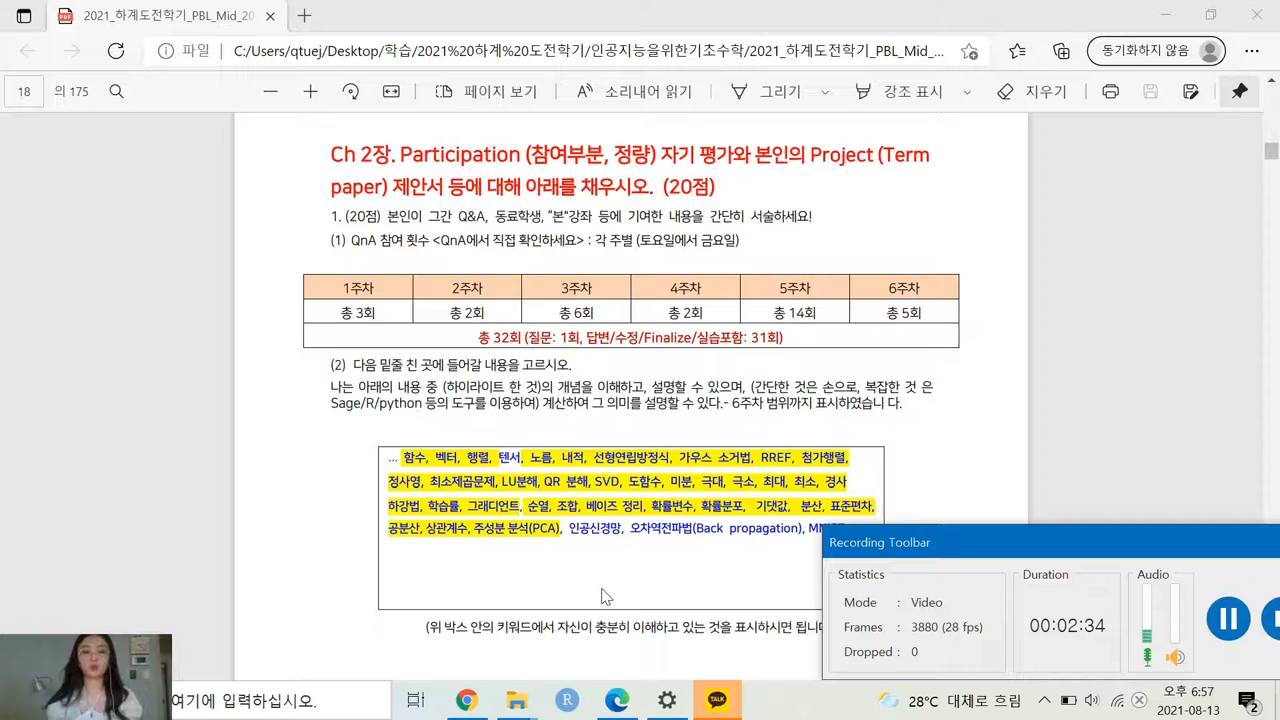 2021_하계도전학기_PBL_Mid_20
파일
C:/Users/qtuej/Desktop/학습/2021%20하계%20도전학기/인공지능을위한기초수학/2021_하계도전학기_PBL_Mid_...
동기화하지 않음
18 의 175
페이지 보기
소리내어 읽기
그리기
강조 표시
지우기
Ch 2장. Participation (참여부분, 정량) 자기 평가와 본인의 Project (Term
paper) 제안서 등에 대해 아래를 채우시오. (20점)
1. (20점) 본인이 그간 Q&A, 동료학생, "본"강좌 등에 기여한 내용을 간단히 서술하세요!
(1) QnA 참여 횟수 <QnA에서 직접 확인하세요> : 각 주별 (토요일에서 금요일)
1주차 2주차 3주차 4주차 5주차 6주차
총 3회 총 2회 총 6회 총 2회 총 14회 총 5회
총 32회 (질문: 1회, 답변/수정/Finalize/실습포함: 31회)
(2) 다음 밑줄 친 곳에 들어갈 내용을 고르시오.
나는 아래의 내용 중 (하이라이트 한 것)의 개념을 이해하고, 설명할 수 있으며, (간단한 것은 손으로, 복잡한 것 은
Sage/R/python 등의 도구를 이용하여) 계산하여 그 의미를 설명할 수 있다.- 6주차 범위까지 표시하였습니 다.
... 함수, 벡터, 행렬, 텐서, 노름, 내적, 선형연립방정식, 가우스 소거법, RREF, 첨가행렬,
정사영, 최소제곱문제, LU분해, QR 분해, SVD, 도함수, 미분, 극대, 극소, 최대, 최소, 경사
하강법, 학습률, 그래디언트, 순열, 조합, 베이즈 정리, 확률변수, 확률분포, 기댓값, 분산, 표준편차,
공분산, 상관계수, 주성분 분석(PCA), 인공신경망, 오차역전파법(Back propagation),
(위 박스 안의 키워드에서 자신이 충분히 이해하고 있는 것을 표시하시면 됩니다
Recording Toolbar
Statistics
Mode : Video
Frames : 3880 (28 fps)
Dropped : 0
Duration
00:02:34
Audio
여기에 입력하십시오.
R
TALK
28°C 대체로 흐림
오후 6:57
2021-08-13
2